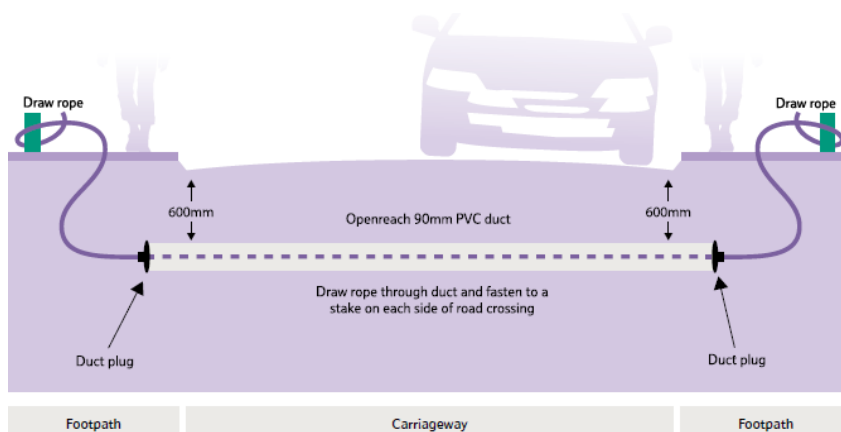 Draw rope
Draw rope
600mm
600mm
Openreach 90mm PVC duct
Draw rope through duct and fasten to a
stake on each side of road crossing
Duct plug
Duct plug
Footpath
Carriageway
Footpath